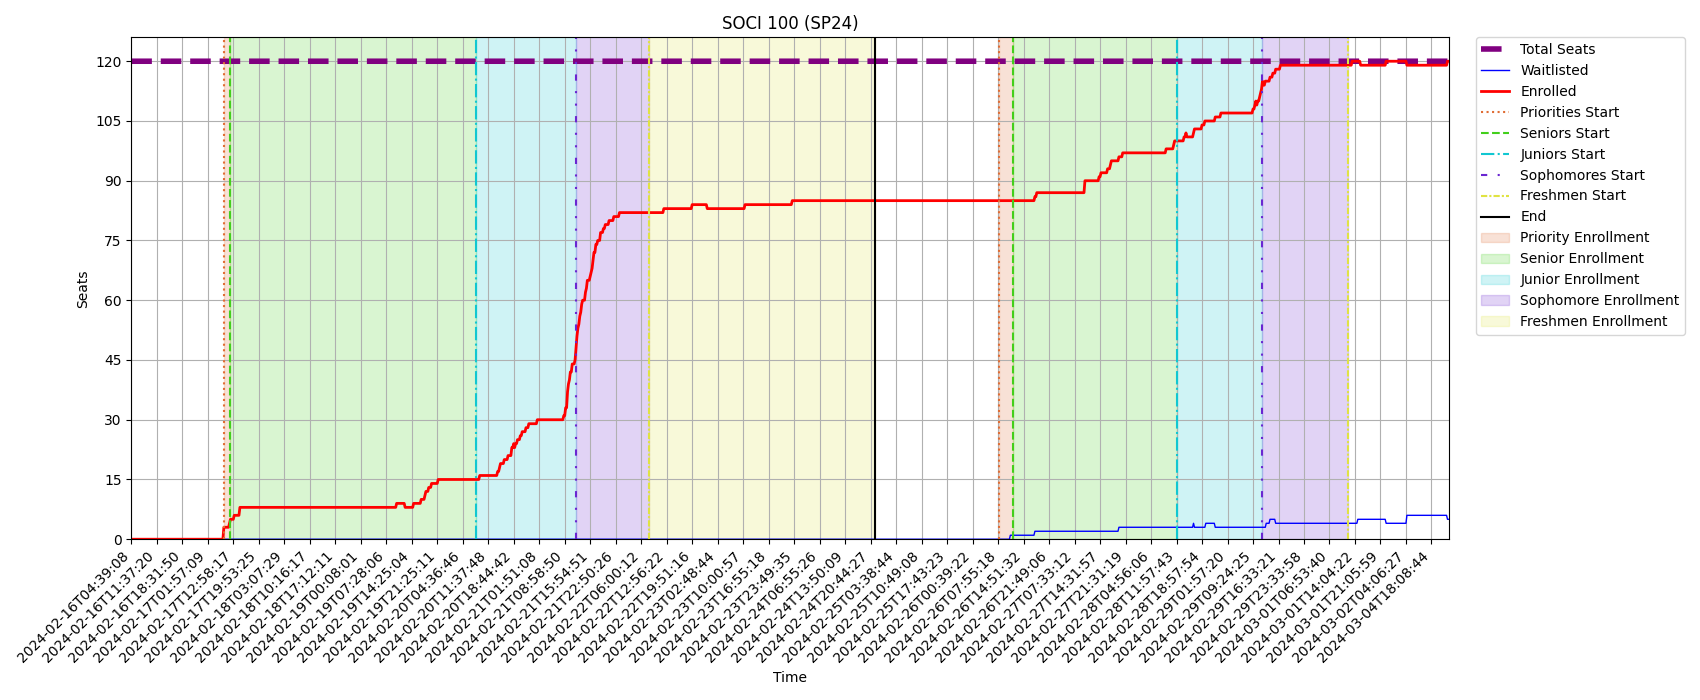 SOCI 100 (SP24)
Total Seats
Waitlisted
Enrolled
Priorities Start
Seniors Start
Juniors Start
Sophomores Start
Freshmen Start
End
Priority Enrollment
Senior Enrollment
Junior Enrollment
Sophomore Enrollment
Freshmen Enrollment
Seats
120
105
90
75
60
45
30
15
0
2024-02-16T04:39:08
2024-02-16T11:37:20
2024-02-16T18:31:50
2024-02-17T01:57:09
2024-02-17T12:58:17
2024-02-17T19:53:25
2024-02-18T03:07:29
2024-02-18T10:16:17
2024-02-18T17:12:11
2024-02-19T00:08:01
2024-02-19T07:28:06
2024-02-19T14:25:04
2024-02-19T21:25:11
2024-02-20T04:36:46
2024-02-20T11:37:48
2024-02-20T18:44:42
2024-02-21T01:51:08
2024-02-21T08:58:50
2024-02-21T15:54:51
2024-02-21T22:50:26
2024-02-22T06:00:12
2024-02-22T12:56:22
2024-02-22T19:51:16
2024-02-23T02:48:44
2024-02-23T10:00:57
2024-02-23T16:55:18
2024-02-23T23:49:35
2024-02-24T06:55:26
2024-02-24T13:50:09
2024-02-24T20:44:27
2024-02-25T03:38:44
2024-02-25T10:49:08
2024-02-25T17:43:23
2024-02-26T00:39:22
2024-02-26T07:55:18
2024-02-26T14:51:32
2024-02-26T21:49:06
2024-02-27T07:33:12
2024-02-27T14:31:57
2024-02-27T21:31:19
2024-02-28T04:56:06
2024-02-28T11:57:43
2024-02-28T18:57:54
2024-02-29T01:57:20
2024-02-29T09:24:25
2024-02-29T16:33:21
2024-02-29T23:33:58
2024-03-01T06:53:40
2024-03-01T14:04:22
2024-03-01T21:05:59
2024-03-02T04:06:27
2024-03-04T18:08:44
Time